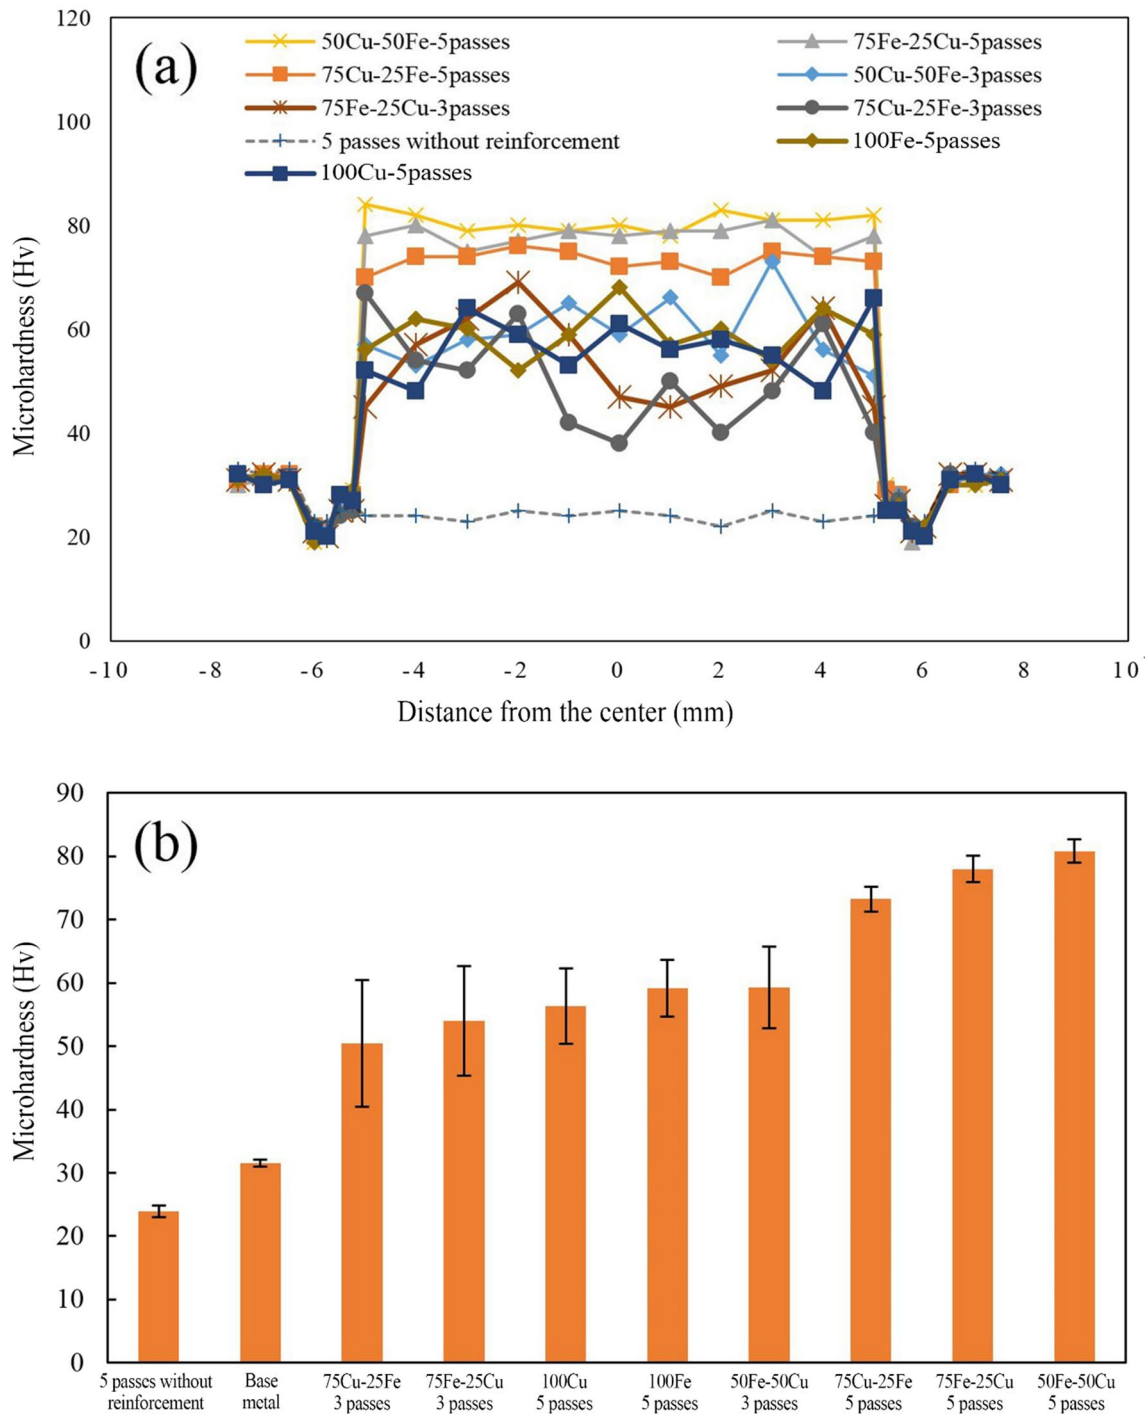 120
(a)
50Cu-50Fe-5passes
75Fe-25Cu-5passes
75Cu-25Fe-5passes
50Cu-50Fe-3passes
75Fe-25Cu-3passes
75Cu-25Fe-3passes
5 passes without reinforcement
100Fe-5passes
100Cu-5passes
100
80
60
40
20
0
Microhardness (Hv)
-10 -8 -6 -4 -2 0 2 4 6 8 10
Distance from the center (mm)
90
(b)
80
70
60
50
40
30
20
10
0
Microhardness (Hv)
5 passes without
reinforcement
Base
metal
75Cu-25Fe
3 passes
75Fe-25Cu
3 passes
100Cu
5 passes
100Fe
5 passes
50Fe-50Cu
3 passes
75Cu-25Fe
5 passes
75Fe-25Cu
5 passes
50Fe-50Cu
5 passes